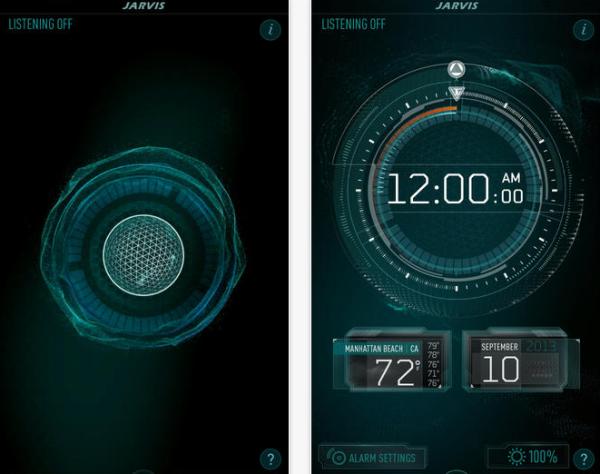 JARVIS
LISTENING OFF
i
?
JARVIS
LISTENING OFF
i
12:00:00 AM
MANHATTAN BEACH | CA
72°F
79°
78°
76°
71°
76°
SEPTEMBER 2013
10
ALARM SETTINGS
100%
?